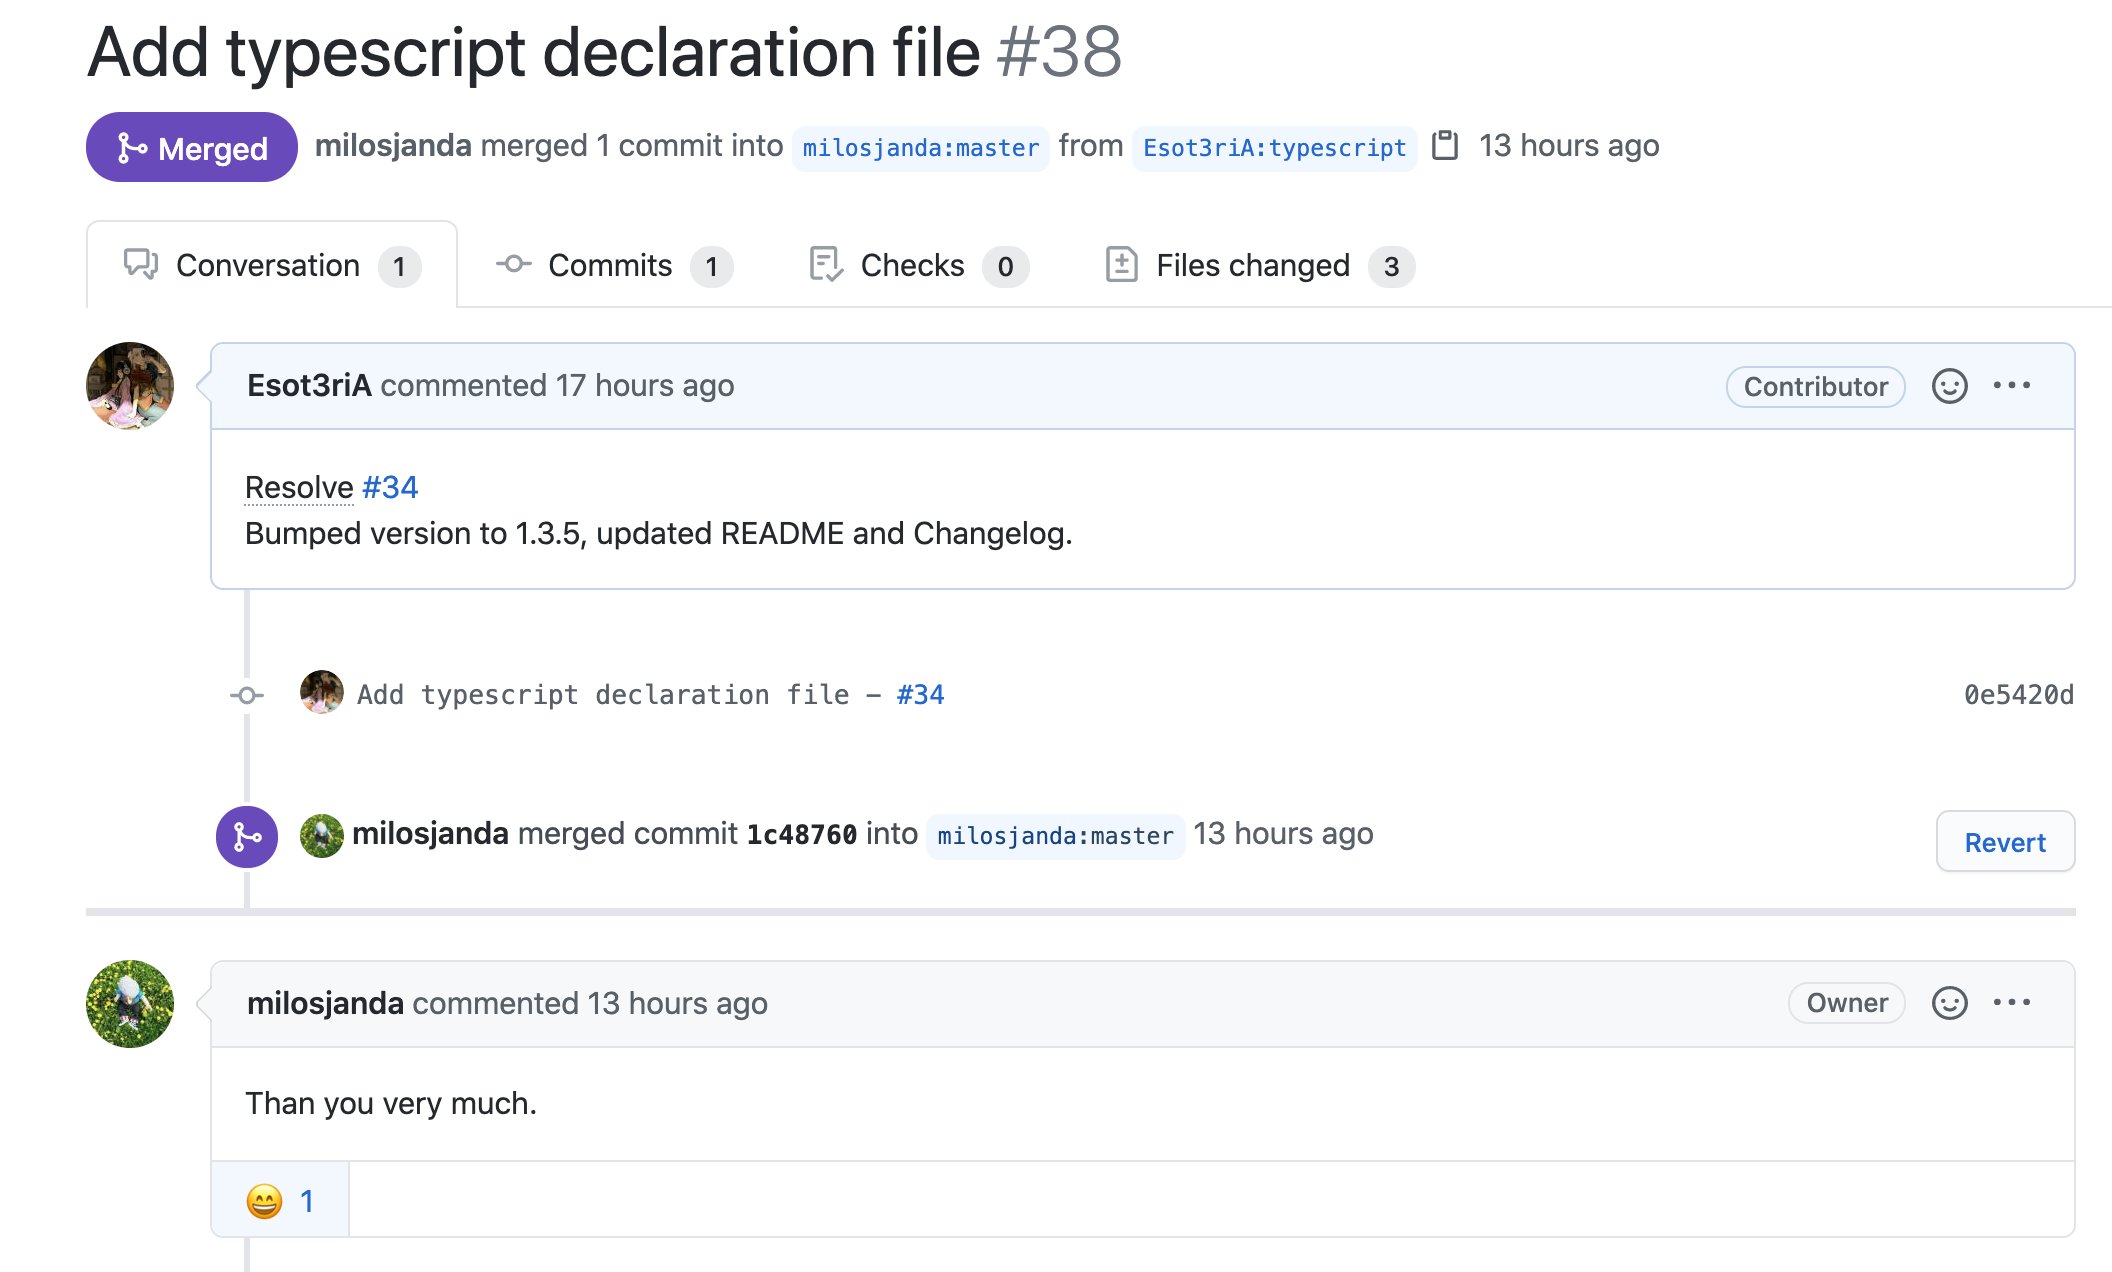 Add typescript declaration file #38
Merged milosjanda merged 1 commit into milosjanda:master from Esot3riA:typescript 13 hours ago
Conversation 1 Commits 1 Checks 0 Files changed 3
Esot3riA commented 17 hours ago Contributor
Resolve #34
Bumped version to 1.3.5, updated README and Changelog.
Add typescript declaration file – #34 0e5420d
milosjanda merged commit 1c48760 into milosjanda:master 13 hours ago Revert
milosjanda commented 13 hours ago Owner
Than you very much.
😄 1